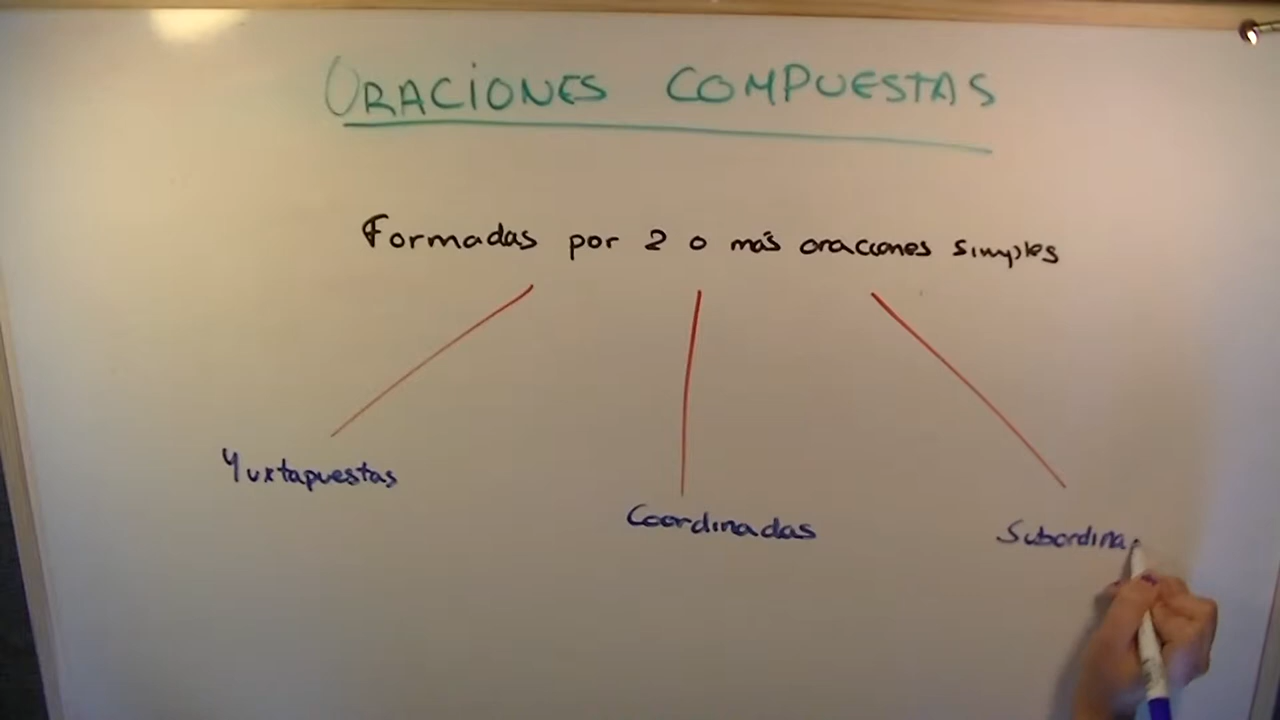 ORACIONES COMPUESTAS
Formadas por 2 o más oraciones simples
Yuxtapuestas
Coordinadas
Subordina